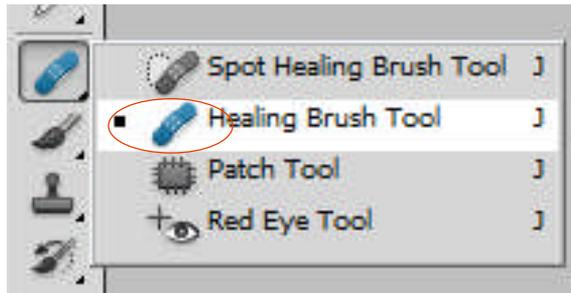 Spot Healing Brush Tool J
Healing Brush Tool J
Patch Tool J
Red Eye Tool J